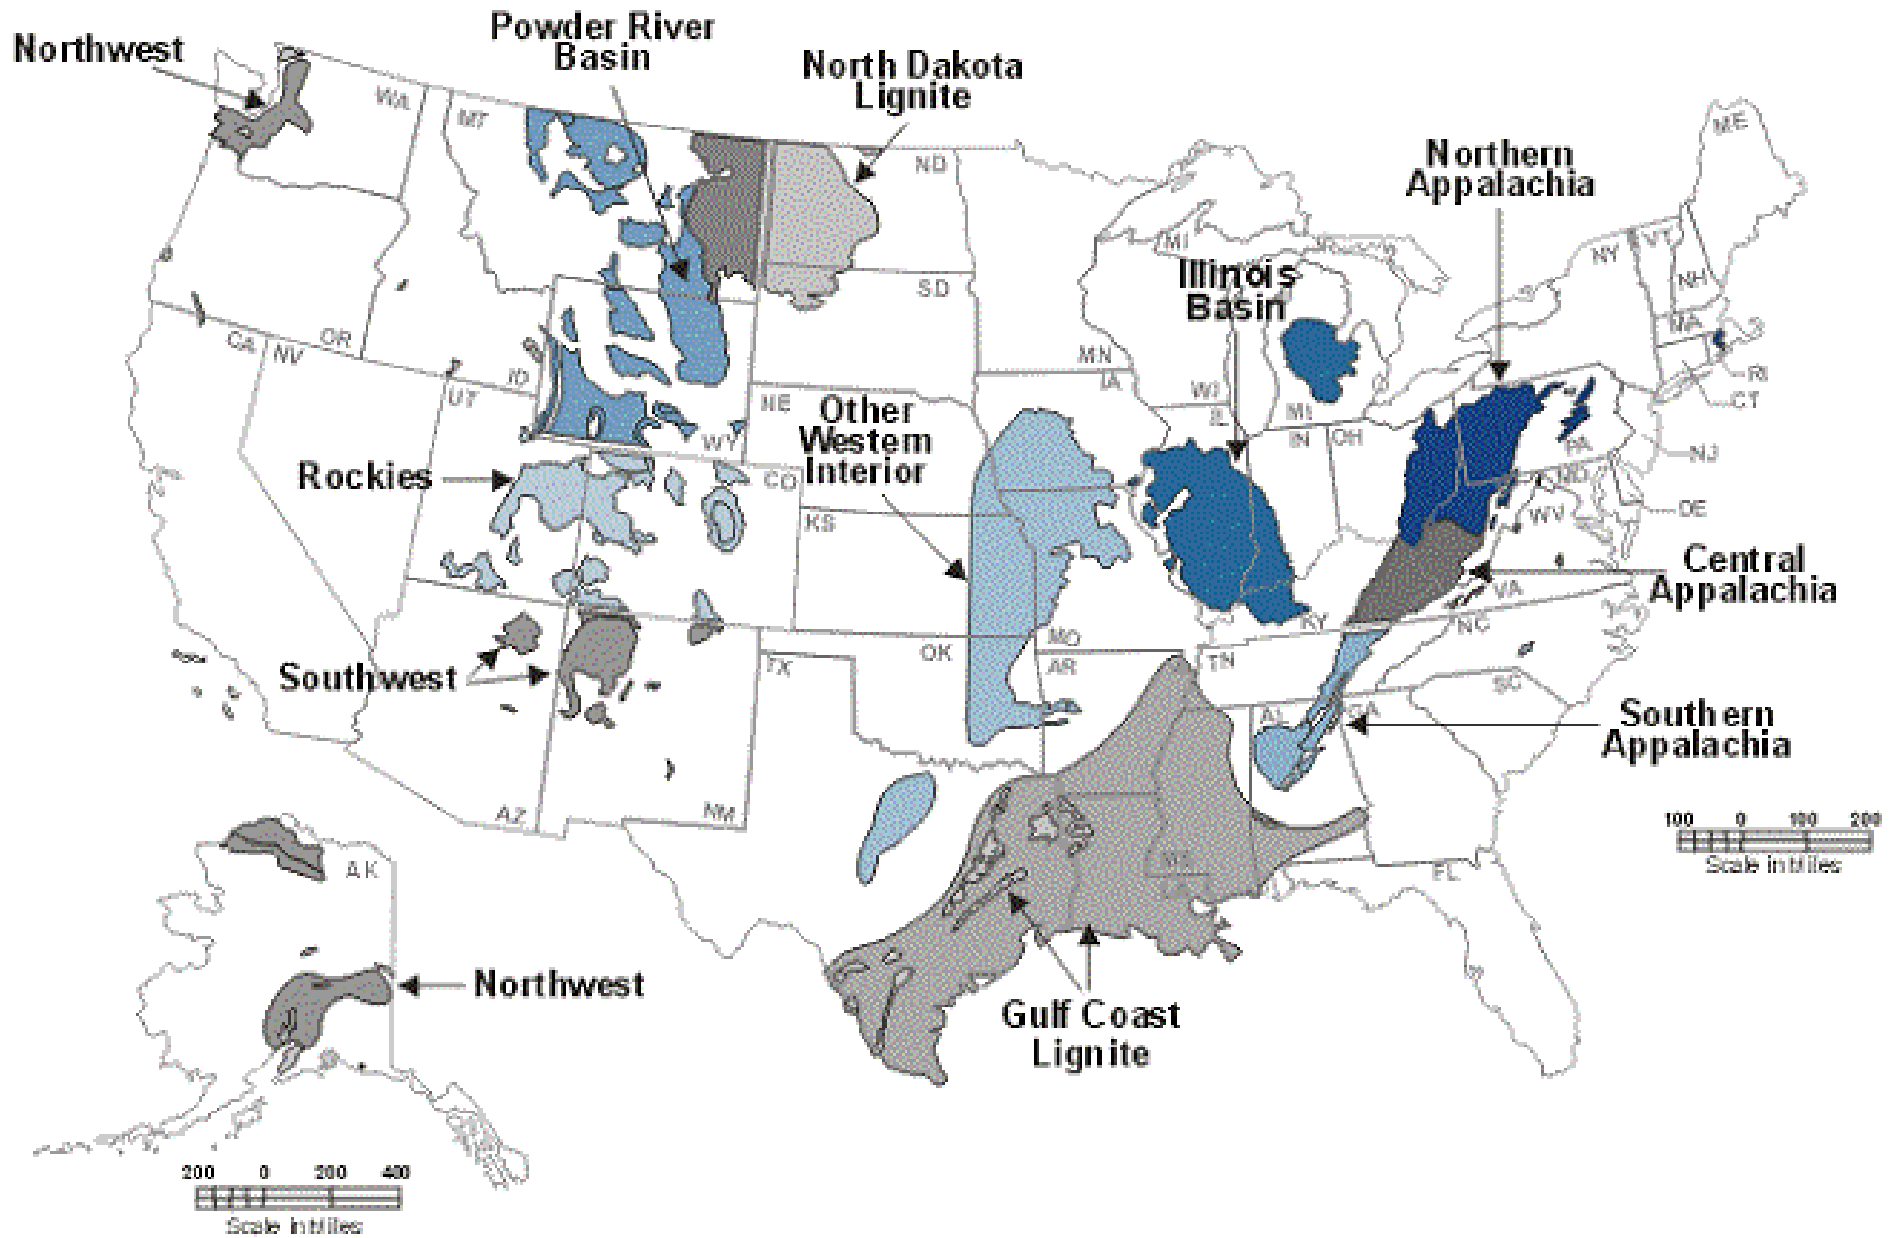 Powder River
Basin
Northwest
North Dakota
Lignite
Northern
Appalachia
WA
MT
ND
ME
MI
NY
VT
NH
Illinois
Basin
SD
MA
CA
NV
OR
ID
MN
IA
WI
IL
MI
RI
CT
UT
NE
WY
Other
Western
Interior
IN
OH
PA
NJ
Rockies
CO
KS
MD
DE
WV
Central
Appalachia
VA
KY
NC
MO
AR
OK
TX
TN
SC
Southwest
AL
GA
Southern
Appalachia
AZ
NM
100 0 100 200
Scale in Miles
AK
FL
Northwest
Gulf Coast
Lignite
200 0 200 400
Scale in Miles